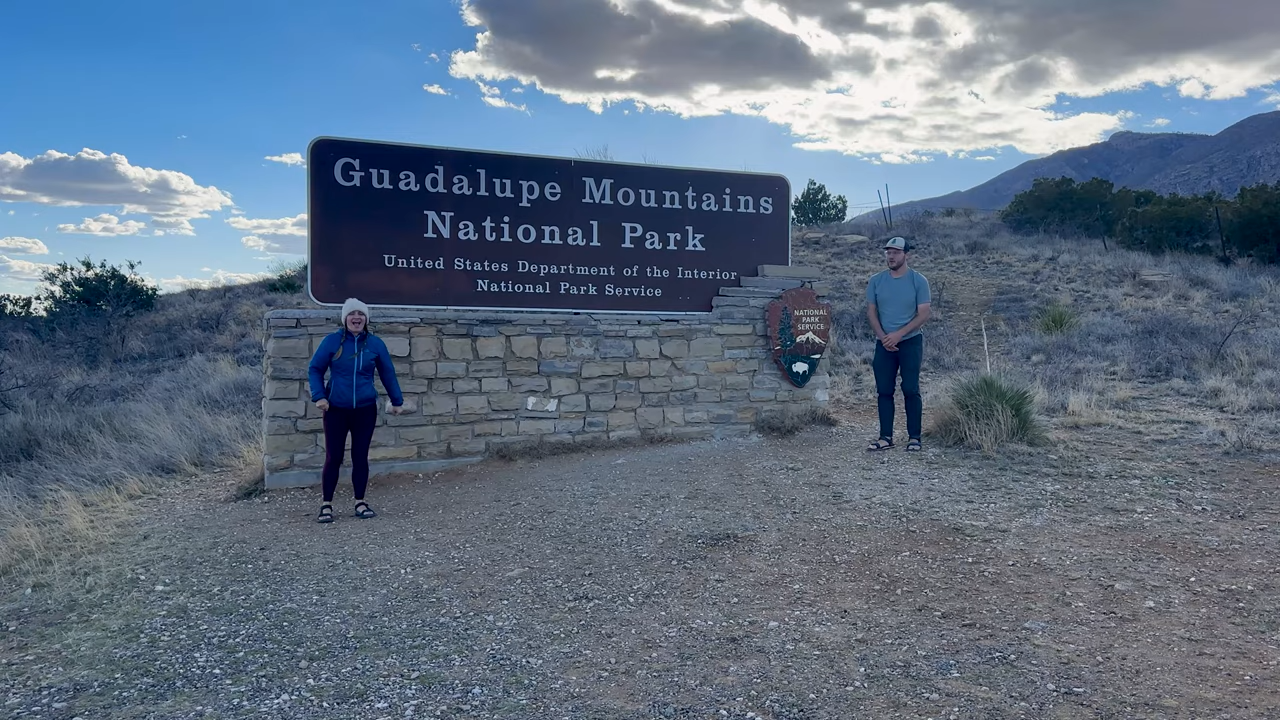 Guadalupe Mountains
National Park
United States Department of the Interior
National Park Service
NATIONAL
PARK
SERVICE